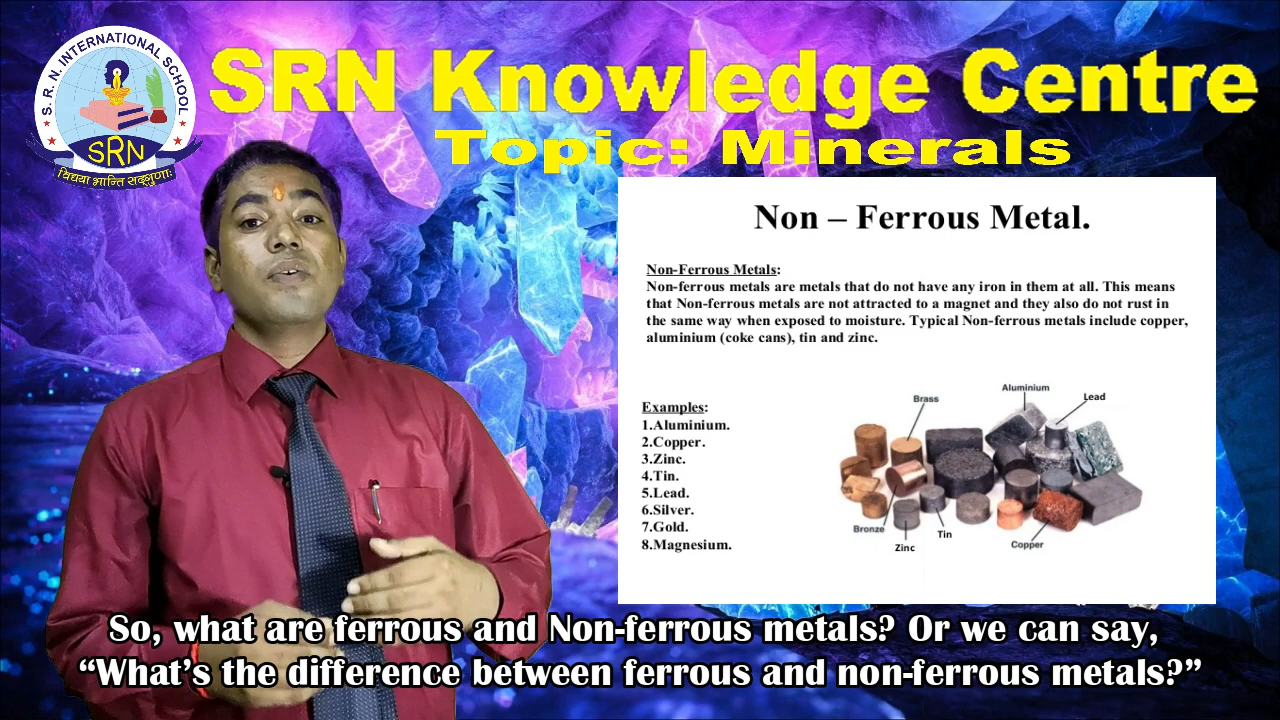 S. R. N. INTERNATIONAL SCHOOL
SRN
विद्यया भान्ति सद्गुणाः
SRN Knowledge Centre
Topic: Minerals
Non – Ferrous Metal.
Non-Ferrous Metals:
Non-ferrous metals are metals that do not have any iron in them at all. This means
that Non-ferrous metals are not attracted to a magnet and they also do not rust in
the same way when exposed to moisture. Typical Non-ferrous metals include copper,
aluminium (coke cans), tin and zinc.
Examples:
1.Aluminium.
2.Copper.
3.Zinc.
4.Tin.
5.Lead.
6.Silver.
7.Gold.
8.Magnesium.
Aluminium
Lead
Brass
Bronze
Zinc
Tin
Copper
So, what are ferrous and Non-ferrous metals? Or we can say,
“What’s the difference between ferrous and non-ferrous metals?”